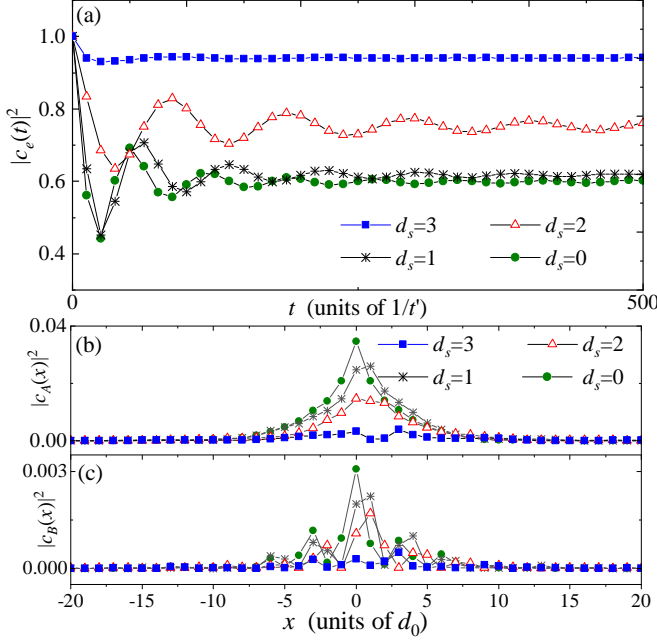 (a)
1.0
0.8
0.6
0.4
|c_e(t)|^2
d_s=3 d_s=2
d_s=1 d_s=0
0 500
t (units of 1/t')
(b)
0.04
0.00
|c_A(x)|^2
d_s=3 d_s=2
d_s=1 d_s=0
(c)
0.003
0.000
|c_B(x)|^2
-20 -15 -10 -5 0 5 10 15 20
x (units of d_0)